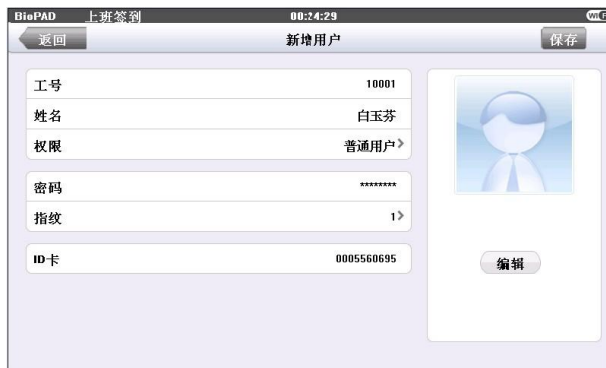 BioPAD 上班签到 00:24:29 WIFI
返回 新增用户 保存
工号 10001
姓名 白玉芬
权限 普通用户
密码 ********
指纹 1
ID卡 0005560695
编辑